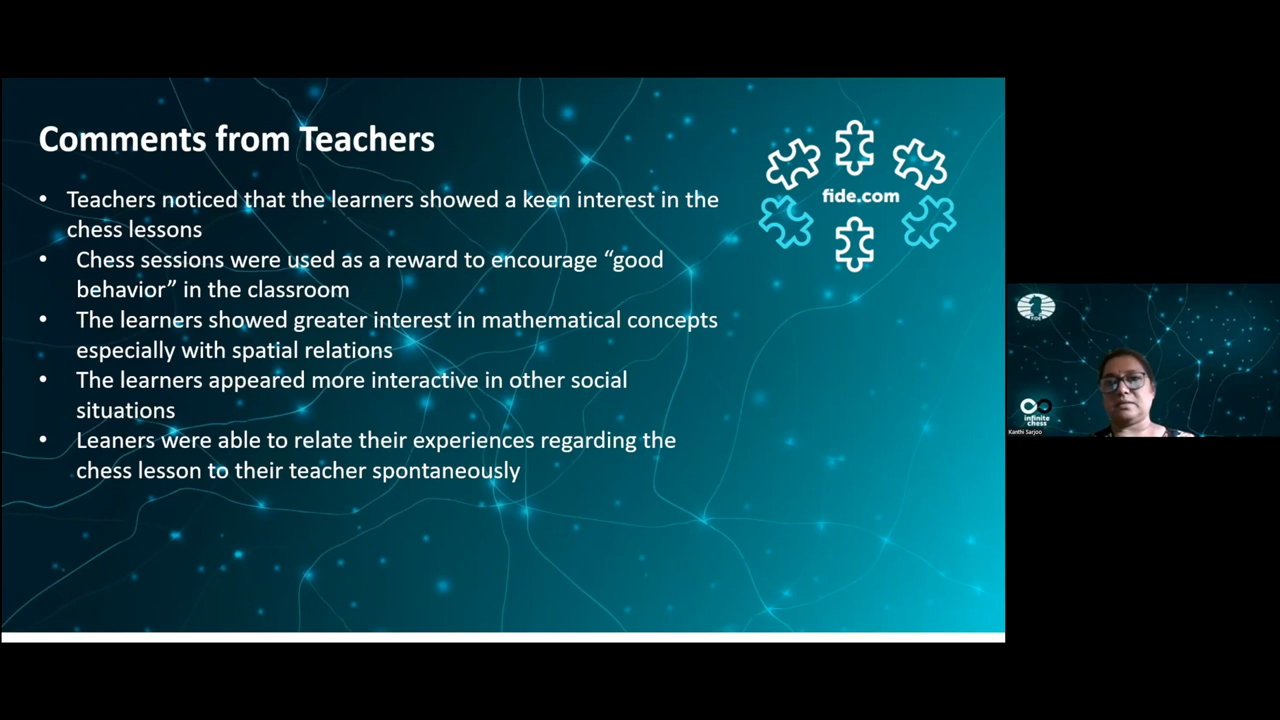 Comments from Teachers
• Teachers noticed that the learners showed a keen interest in the
chess lessons
• Chess sessions were used as a reward to encourage “good
behavior” in the classroom
• The learners showed greater interest in mathematical concepts
especially with spatial relations
• The learners appeared more interactive in other social
situations
• Leaners were able to relate their experiences regarding the
chess lesson to their teacher spontaneously
fide.com
infinite
chess
Kanthi Sarjoo